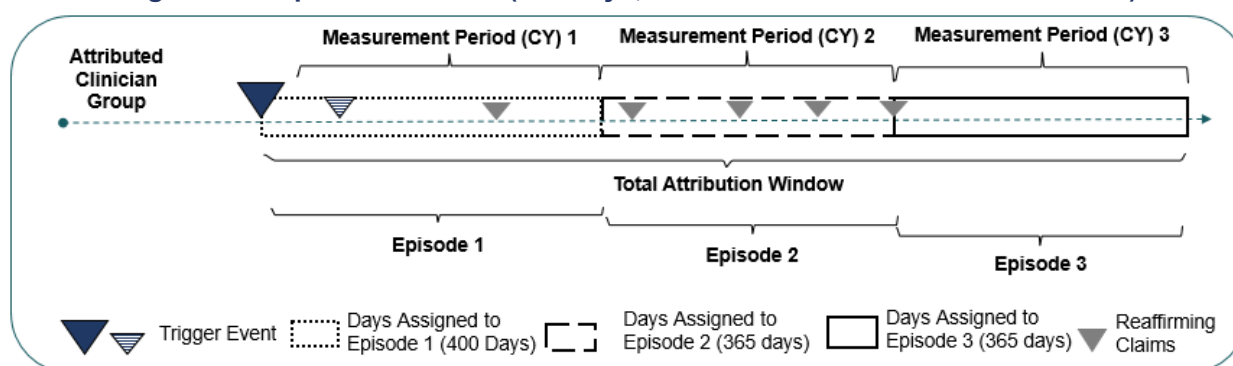 Measurement Period (CY) 1
Measurement Period (CY) 2
Measurement Period (CY) 3
Attributed
Clinician
Group
Total Attribution Window
Episode 1
Episode 2
Episode 3
Trigger Event
Days Assigned to
Episode 1 (400 Days)
Days Assigned to
Episode 2 (365 days)
Days Assigned to
Episode 3 (365 days)
Reaffirming
Claims